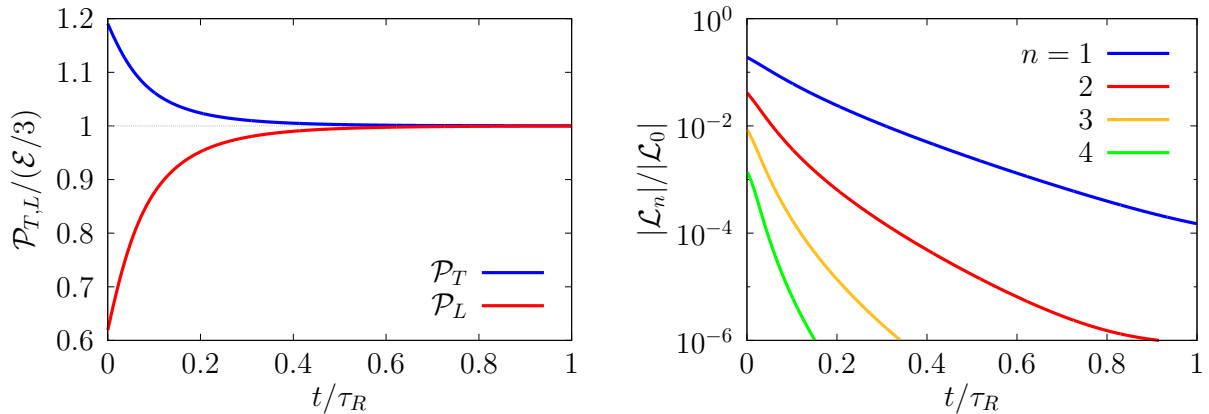 1.2
1.1
1
0.9
0.8
0.7
0.6
0 0.2 0.4 0.6 0.8 1
t/τ_R
𝒫_{T,L}/(ℰ/3)
𝒫_T
𝒫_L
10^0
10^{-2}
10^{-4}
10^{-6}
0 0.2 0.4 0.6 0.8 1
t/τ_R
|ℒ_n|/|ℒ_0|
n = 1
2
3
4